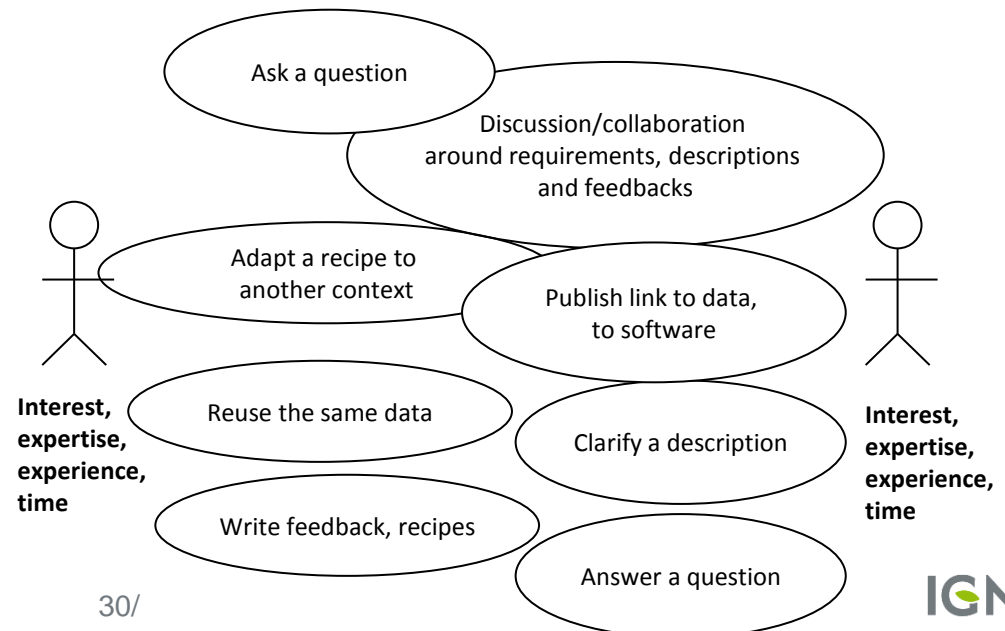 Ask a question
Discussion/collaboration
around requirements, descriptions
and feedbacks
Adapt a recipe to
another context
Publish link to data,
to software
Interest,
expertise,
experience,
time
Reuse the same data
Clarify a description
Interest,
expertise,
experience,
time
Write feedback, recipes
Answer a question
30/
IGN